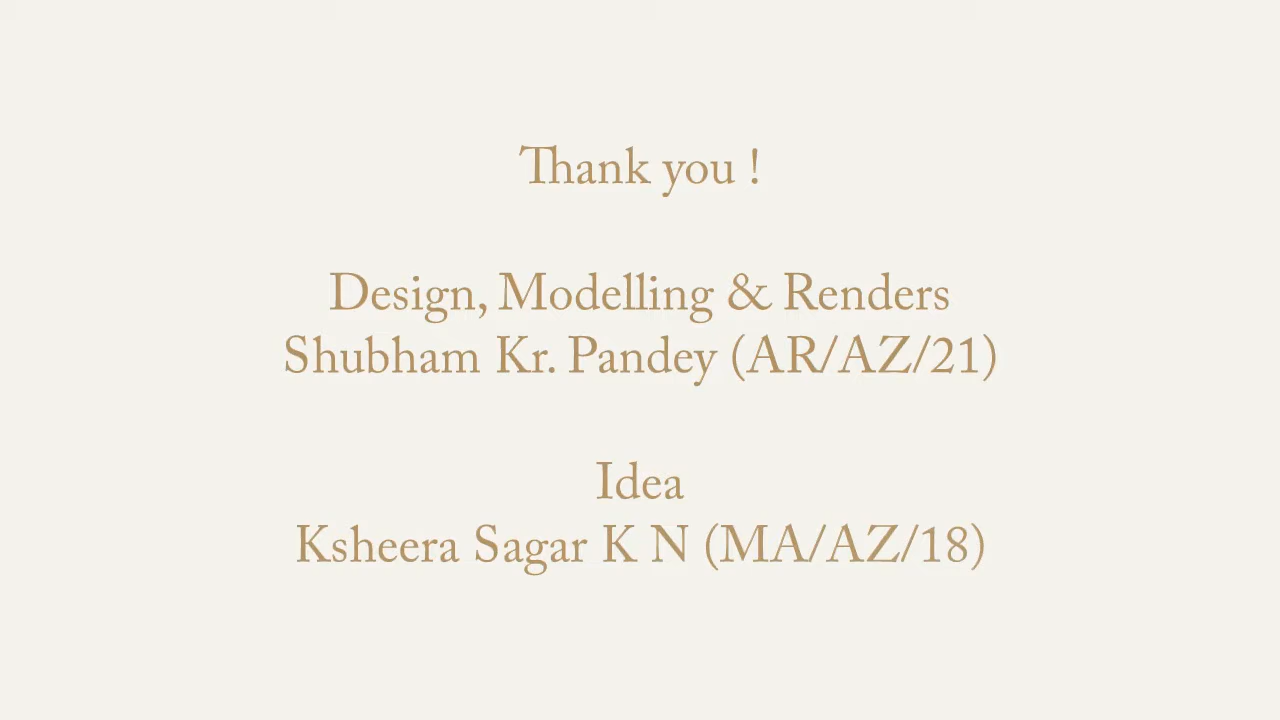 Thank you !
Design, Modelling & Renders
Shubham Kr. Pandey (AR/AZ/21)
Idea
Ksheera Sagar K N (MA/AZ/18)